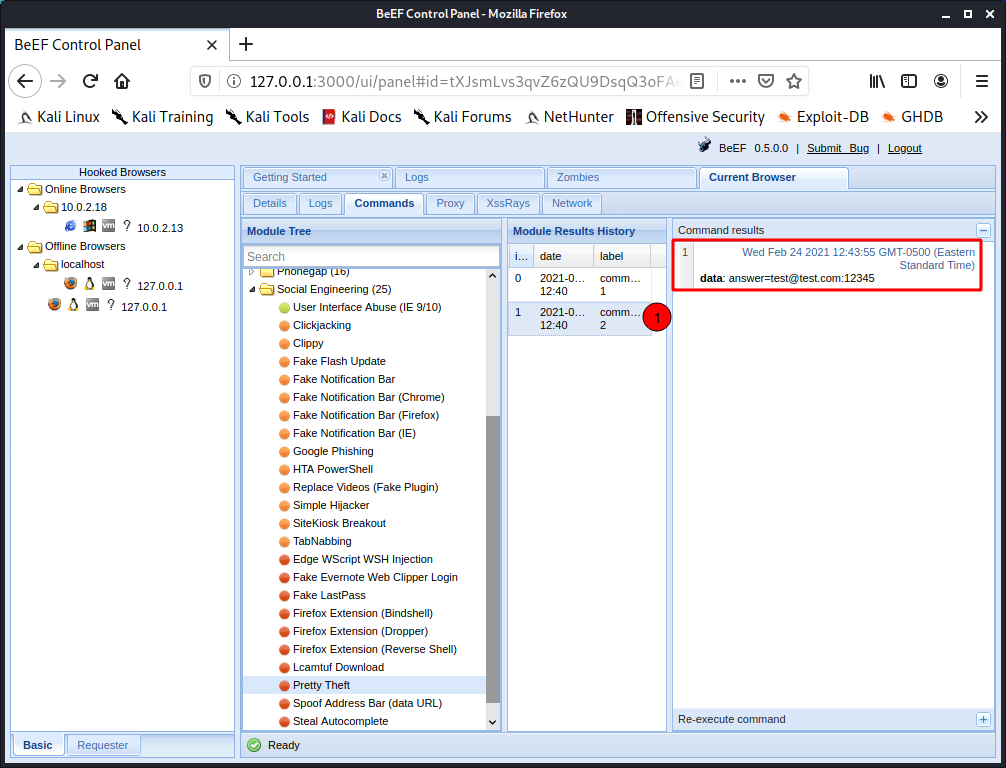 BeEF Control Panel - Mozilla Firefox
BeEF Control Panel
127.0.0.1:3000/ui/panel#id=tXJsmLvs3qvZ6zQU9DsqQ3oFA
Kali Linux Kali Training Kali Tools Kali Docs Kali Forums NetHunter Offensive Security Exploit-DB GHDB
BeEF 0.5.0.0 | Submit Bug | Logout
Hooked Browsers
Online Browsers
10.0.2.18
? 10.0.2.13
Offline Browsers
localhost
? 127.0.0.1
? 127.0.0.1
Basic Requester
Getting Started Logs Zombies Current Browser
Details Logs Commands Proxy XssRays Network
Module Tree
Search
Phonegap (16)
Social Engineering (25)
User Interface Abuse (IE 9/10)
Clickjacking
Clippy
Fake Flash Update
Fake Notification Bar
Fake Notification Bar (Chrome)
Fake Notification Bar (Firefox)
Fake Notification Bar (IE)
Google Phishing
HTA PowerShell
Replace Videos (Fake Plugin)
Simple Hijacker
SiteKiosk Breakout
TabNabbing
Edge WScript WSH Injection
Fake Evernote Web Clipper Login
Fake LastPass
Firefox Extension (Bindshell)
Firefox Extension (Dropper)
Firefox Extension (Reverse Shell)
Lcamtuf Download
Pretty Theft
Spoof Address Bar (data URL)
Steal Autocomplete
Module Results History
i... date label
0 2021-0... comm...
12:40 1
1 2021-0... comm...
12:40 2
1
Command results
1 Wed Feb 24 2021 12:43:55 GMT-0500 (Eastern
Standard Time)
data: answer=test@test.com:12345
Re-execute command
Ready